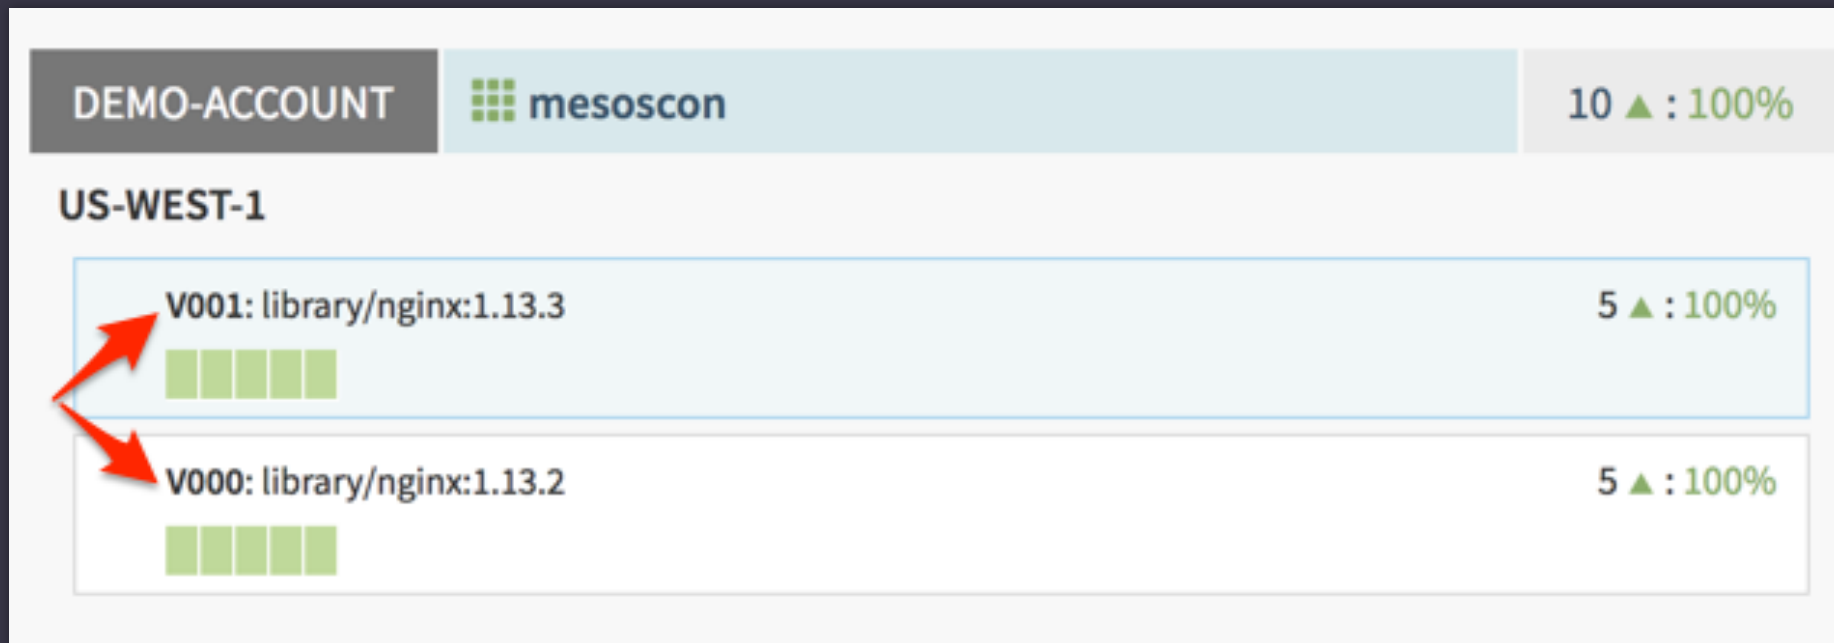 DEMO-ACCOUNT mesoscon 10 ▲ : 100%
US-WEST-1
V001: library/nginx:1.13.3 5 ▲ : 100%
V000: library/nginx:1.13.2 5 ▲ : 100%